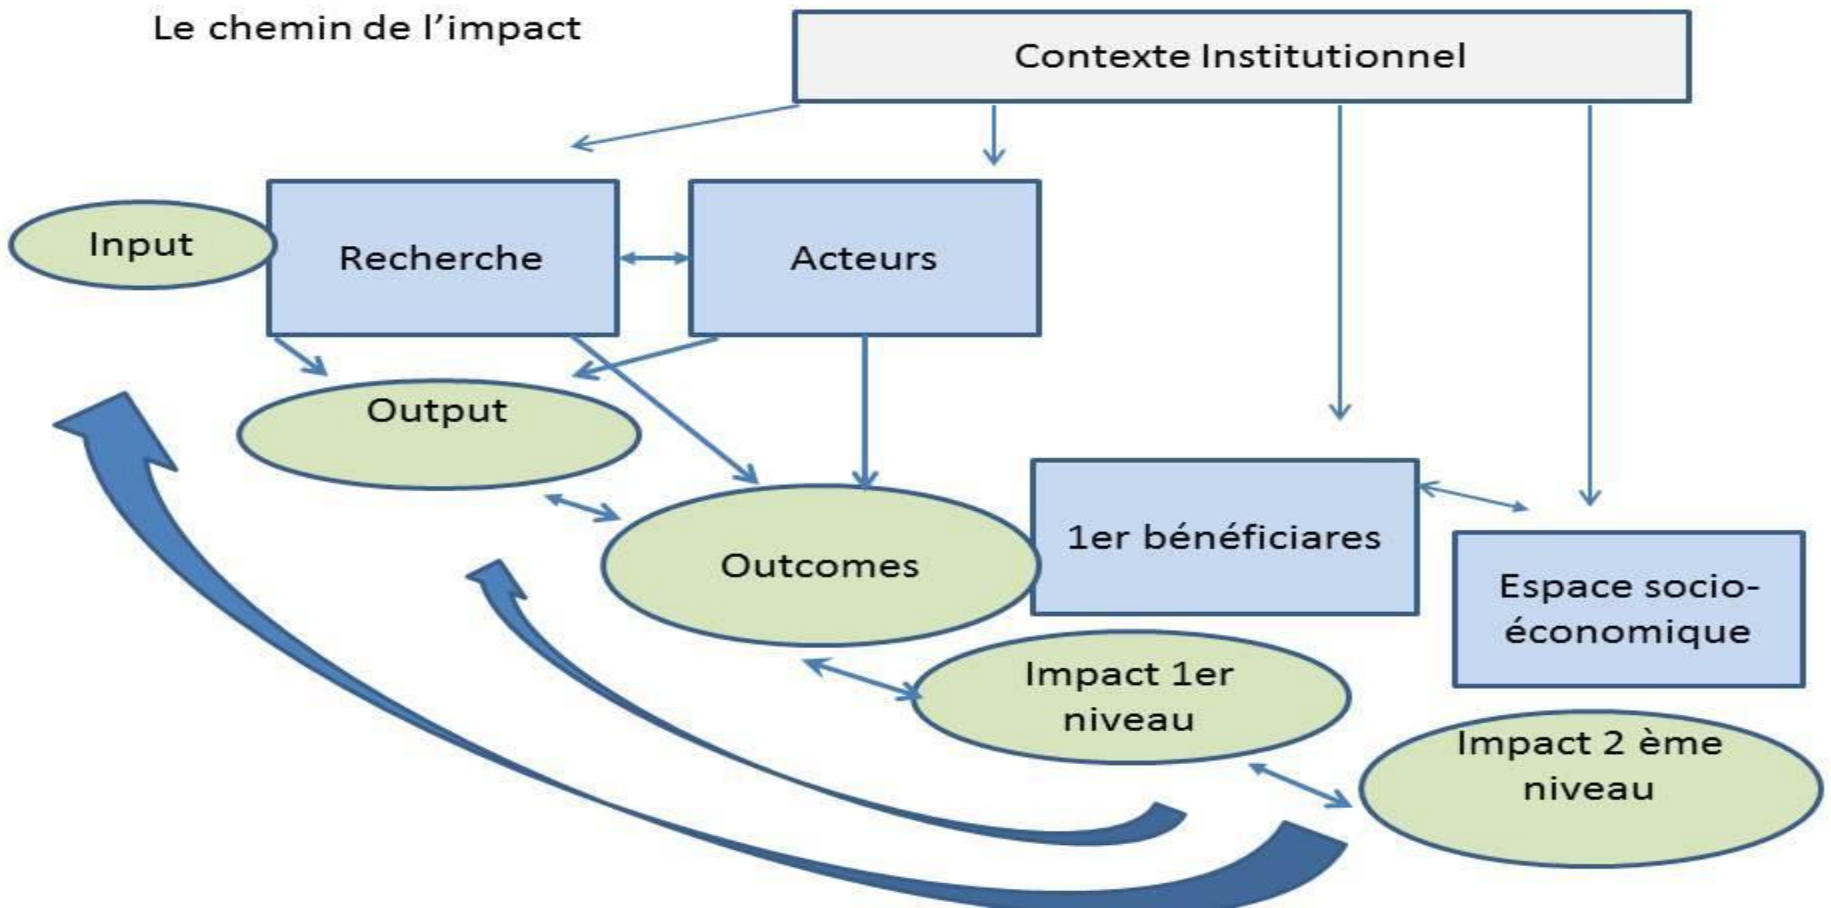 Le chemin de l’impact
Contexte Institutionnel
Input
Recherche
Acteurs
Output
Outcomes
1er bénéficiares
Espace socio-
économique
Impact 1er
niveau
Impact 2 ème
niveau